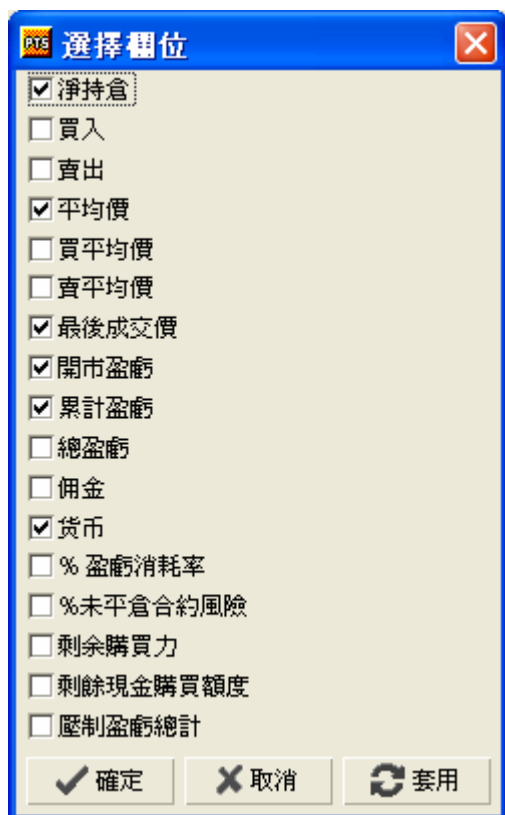 RTS 選擇欄位
淨持倉
買入
賣出
平均價
買平均價
賣平均價
最後成交價
開市盈虧
累計盈虧
總盈虧
佣金
货币
% 盈虧消耗率
%未平倉合約風險
剩余購買力
剩餘現金購買額度
壓制盈虧總計
確定 取消 套用